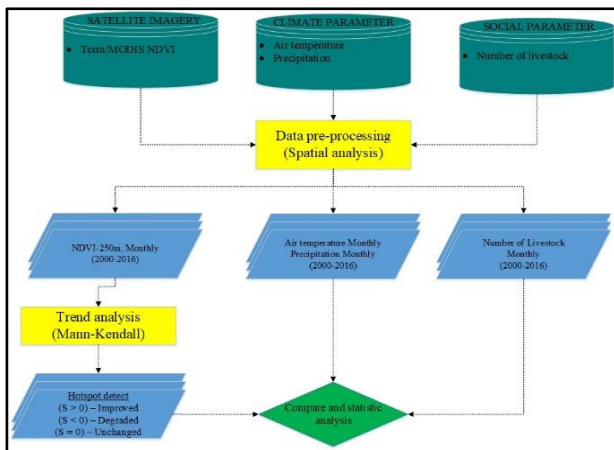 SATELLITE IMAGERY
• Terra/MODIS NDVI
CLIMATE PARAMETER
• Air temperature
• Precipitation
SOCIAL PARAMETER
• Number of livestock
Data pre-processing
(Spatial analysis)
NDVI-250m, Monthly
(2000-2016)
Air temperature Monthly
Precipitation Monthly
(2000-2016)
Number of Livestock
Monthly
(2000-2016)
Trend analysis
(Mann-Kendall)
Hotspot detect
(S > 0) – Improved
(S < 0) – Degraded
(S = 0) – Unchanged
Compare and statistic
analysis